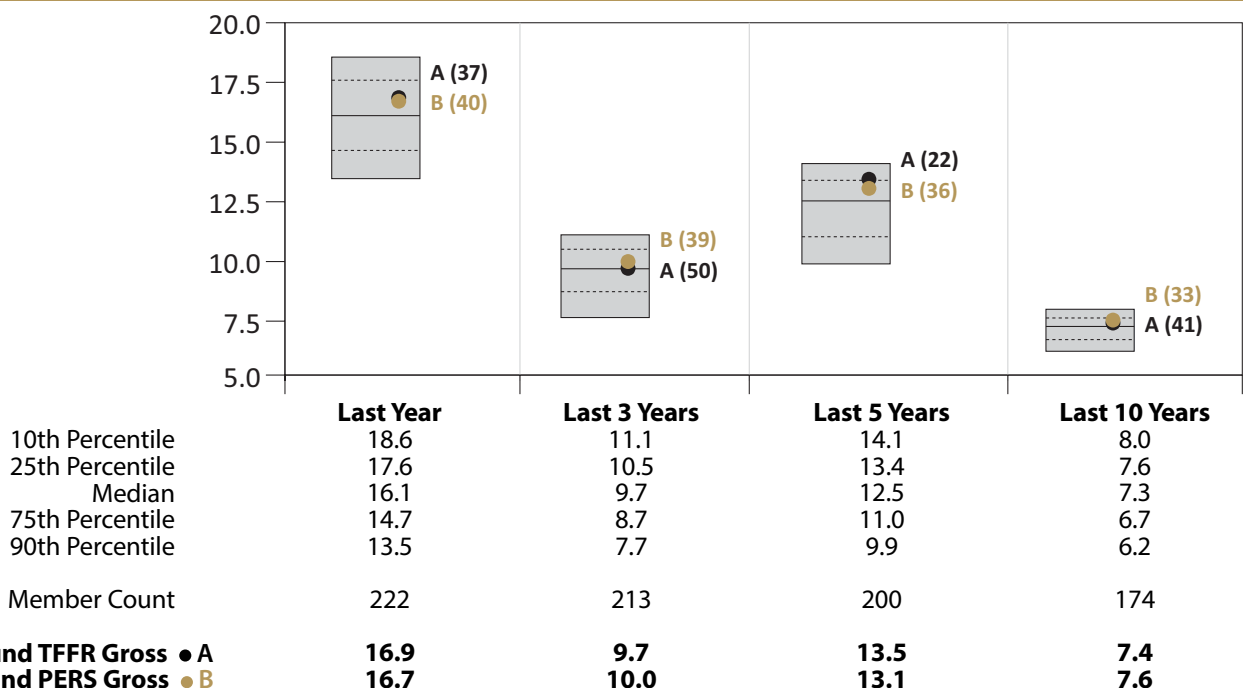 20.0
17.5
15.0
12.5
10.0
7.5
5.0
A (37)
B (40)
B (39)
A (50)
A (22)
B (36)
B (33)
A (41)
Last Year Last 3 Years Last 5 Years Last 10 Years
10th Percentile 18.6 11.1 14.1 8.0
25th Percentile 17.6 10.5 13.4 7.6
Median 16.1 9.7 12.5 7.3
75th Percentile 14.7 8.7 11.0 6.7
90th Percentile 13.5 7.7 9.9 6.2
Member Count 222 213 200 174
TFFR Gross ● A 16.9 9.7 13.5 7.4
PERS Gross ● B 16.7 10.0 13.1 7.6